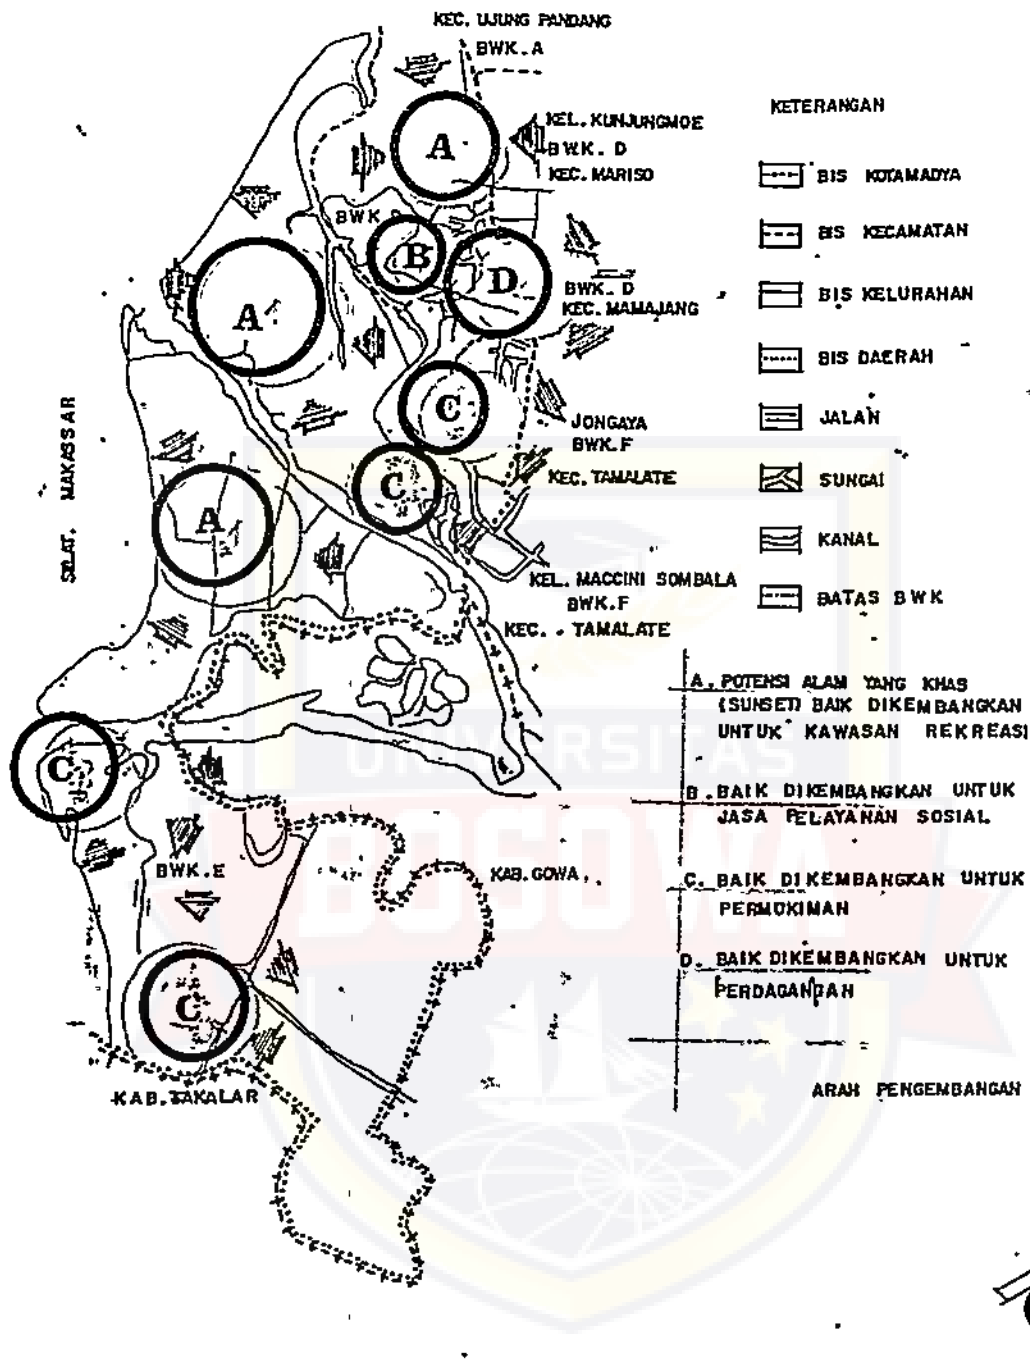 KEC. UJUNG PANDANG
BWK. A
KEL. KUNJUNGMOE
BWK. D
KEC. MARISO
A
BWK
B
D
A
BWK. D
KEC. MAMAJANG
C
JONGAYA
BWK. F
KEC. TAMALATE
C
A
SELAT. MAKASSAR
KEL. MACCINI SOMBALA
BWK. F
KEC. TAMALATE
C
BWK. E
KAB. GOWA
C
KAB. TAKALAR
KETERANGAN
BIS KOTAMADYA
BIS KECAMATAN
BIS KELURAHAN
BIS DAERAH
JALAN
SUNGAI
KANAL
BATAS BWK
A. POTENSI ALAM YANG KHAS
(SUNSET) BAIK DIKEMBANGKAN
UNTUK KAWASAN REKREASI
B. BAIK DIKEMBANGKAN UNTUK
JASA PELAYANAN SOSIAL
C. BAIK DIKEMBANGKAN UNTUK
PERMUKIMAN
D. BAIK DIKEMBANGKAN UNTUK
PERDAGANGAN
ARAH PENGEMBANGAN
UNIVERSITAS
BOSOWA